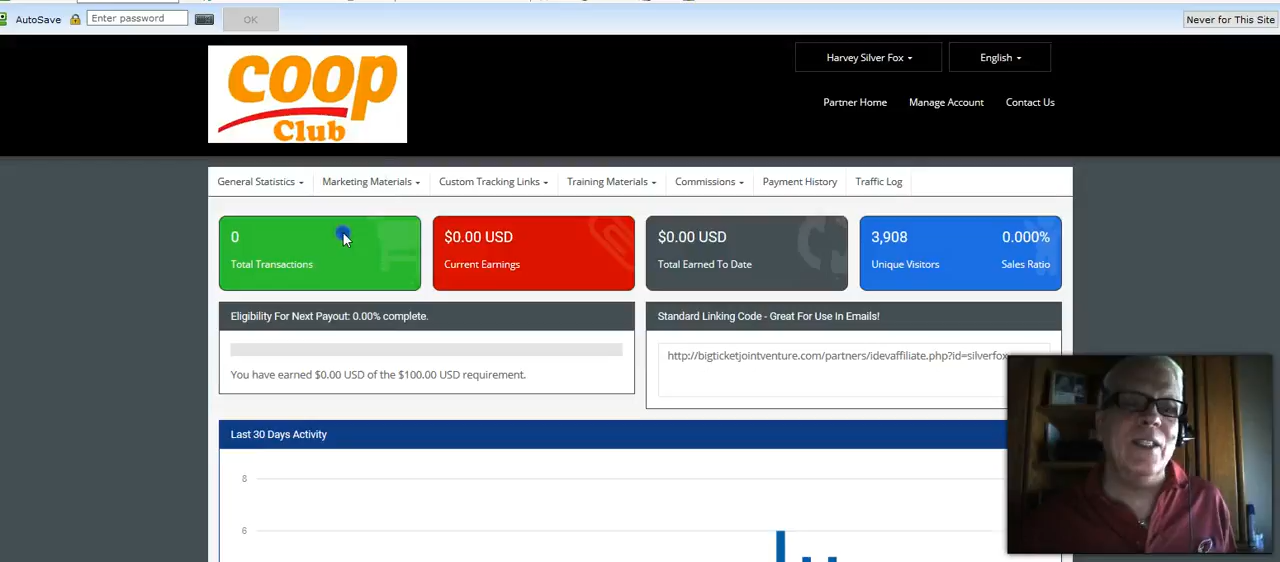 AutoSave Enter password OK Never for This Site
coop
Club
Harvey Silver Fox English
Partner Home Manage Account Contact Us
General Statistics Marketing Materials Custom Tracking Links Training Materials Commissions Payment History Traffic Log
0 $0.00 USD $0.00 USD 3,908 0.000%
Total Transactions Current Earnings Total Earned To Date Unique Visitors Sales Ratio
Eligibility For Next Payout: 0.00% complete. Standard Linking Code - Great For Use In Emails!
http://bigticketjointventure.com/partners/idevaffiliate.php?id=silverfox
You have earned $0.00 USD of the $100.00 USD requirement.
Last 30 Days Activity
8
6